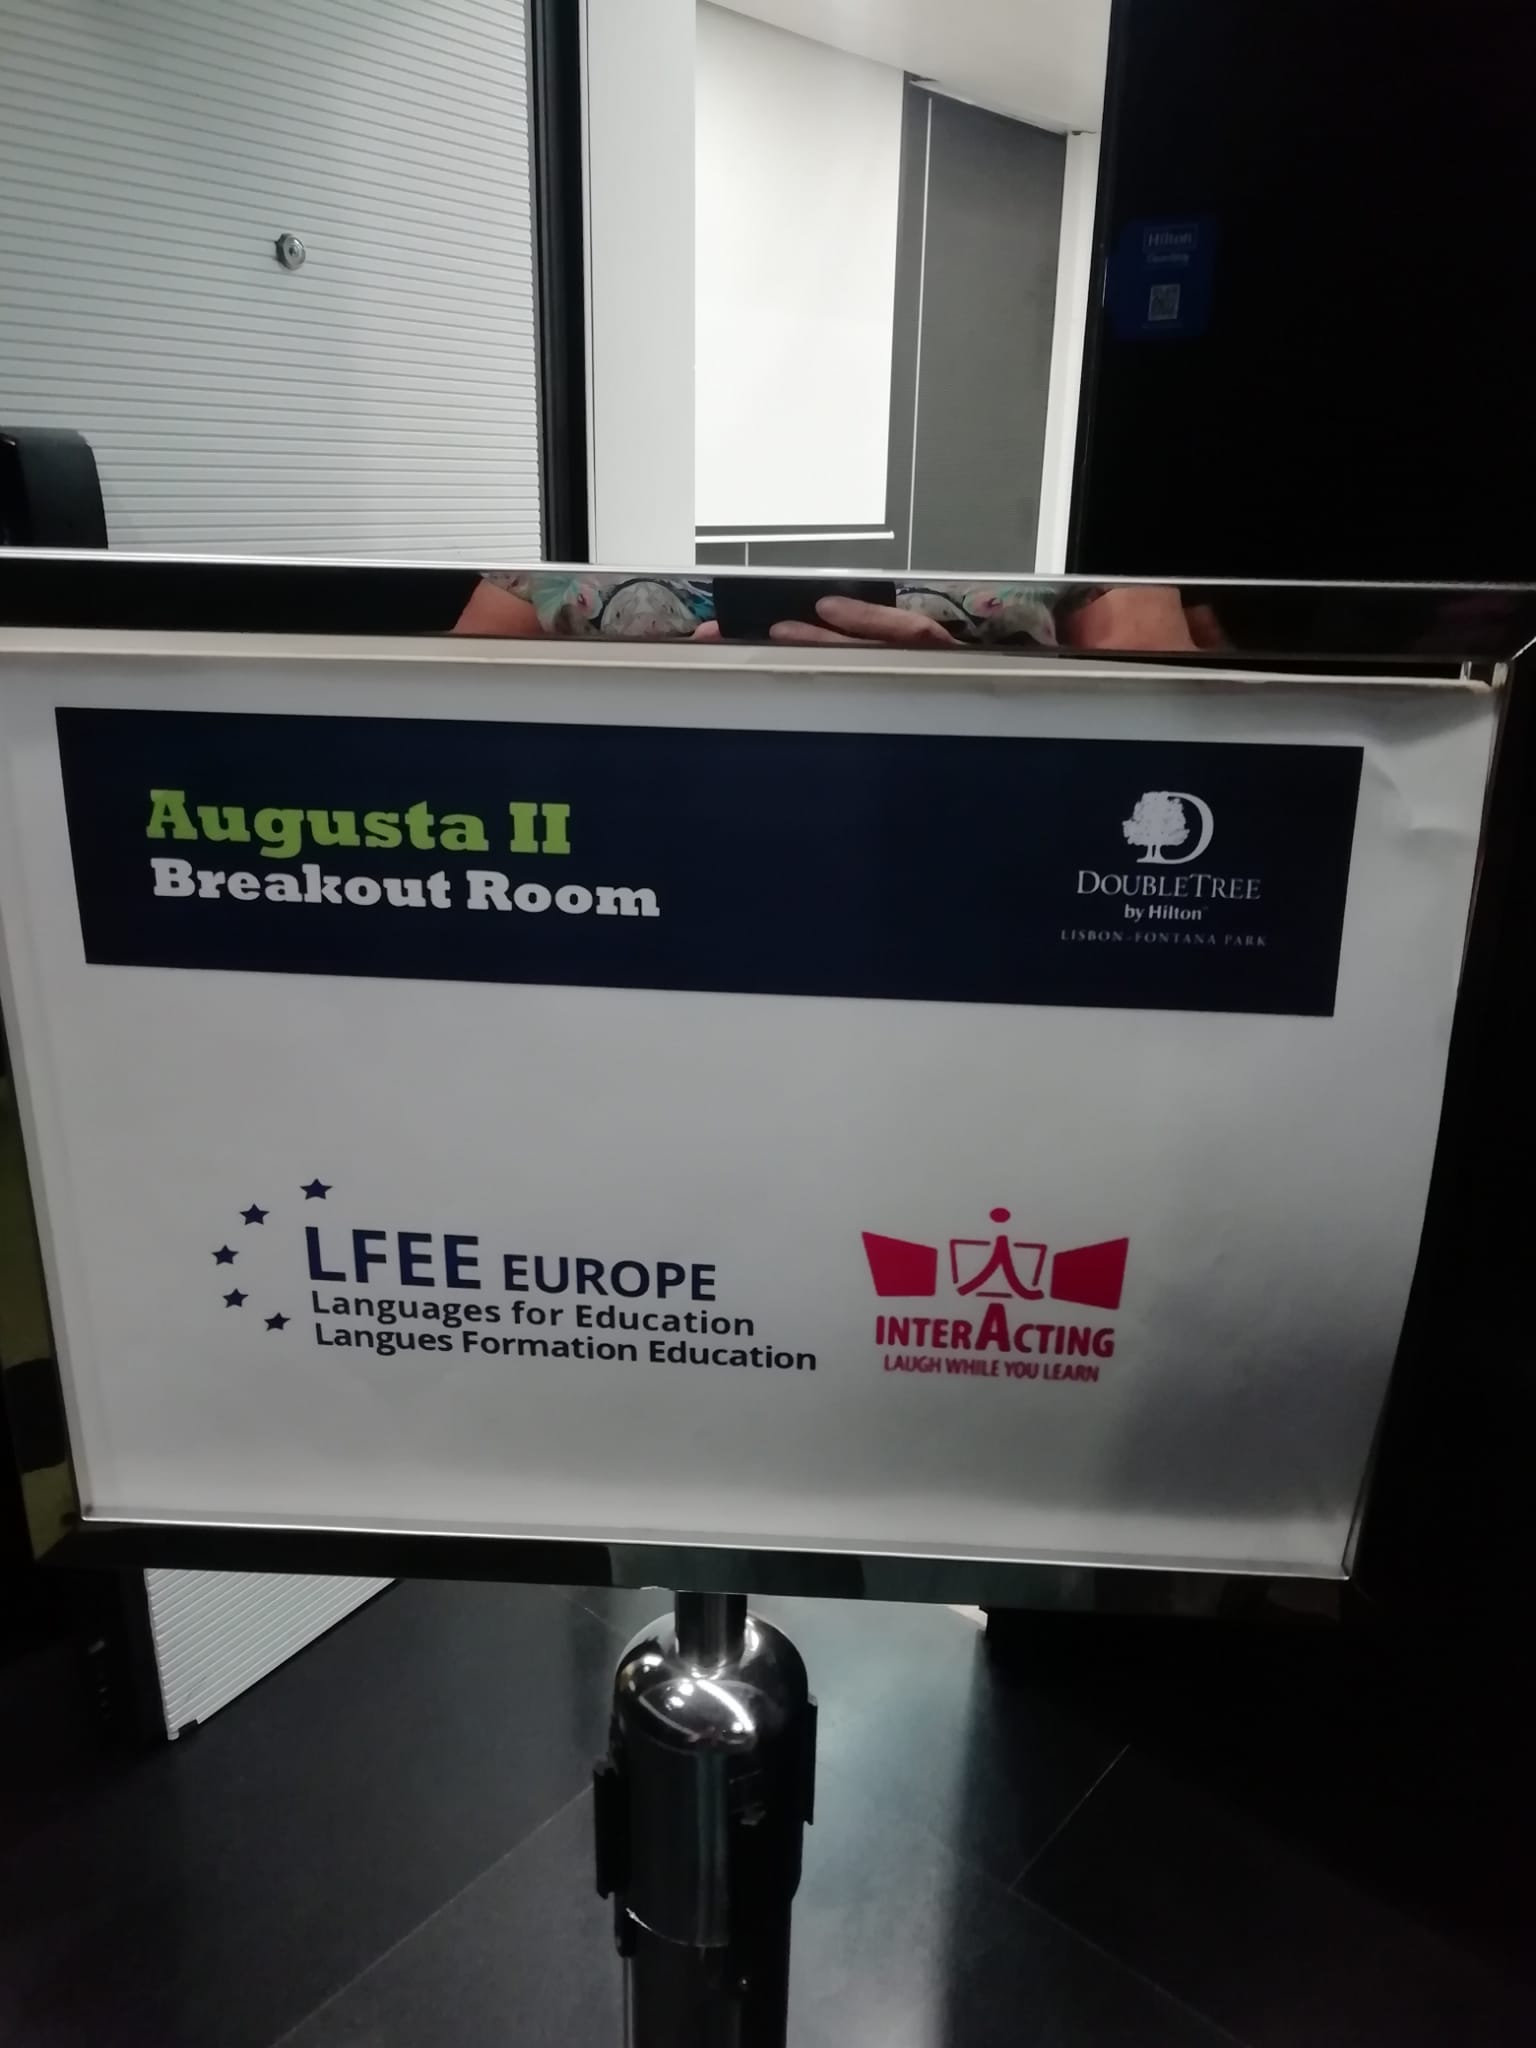 Hilton
Augusta II
Breakout Room
DOUBLETREE
by Hilton
LISBON - FONTANA PARK
LFEE EUROPE
Languages for Education
Langues Formation Education
INTERACTING
LAUGH WHILE YOU LEARN